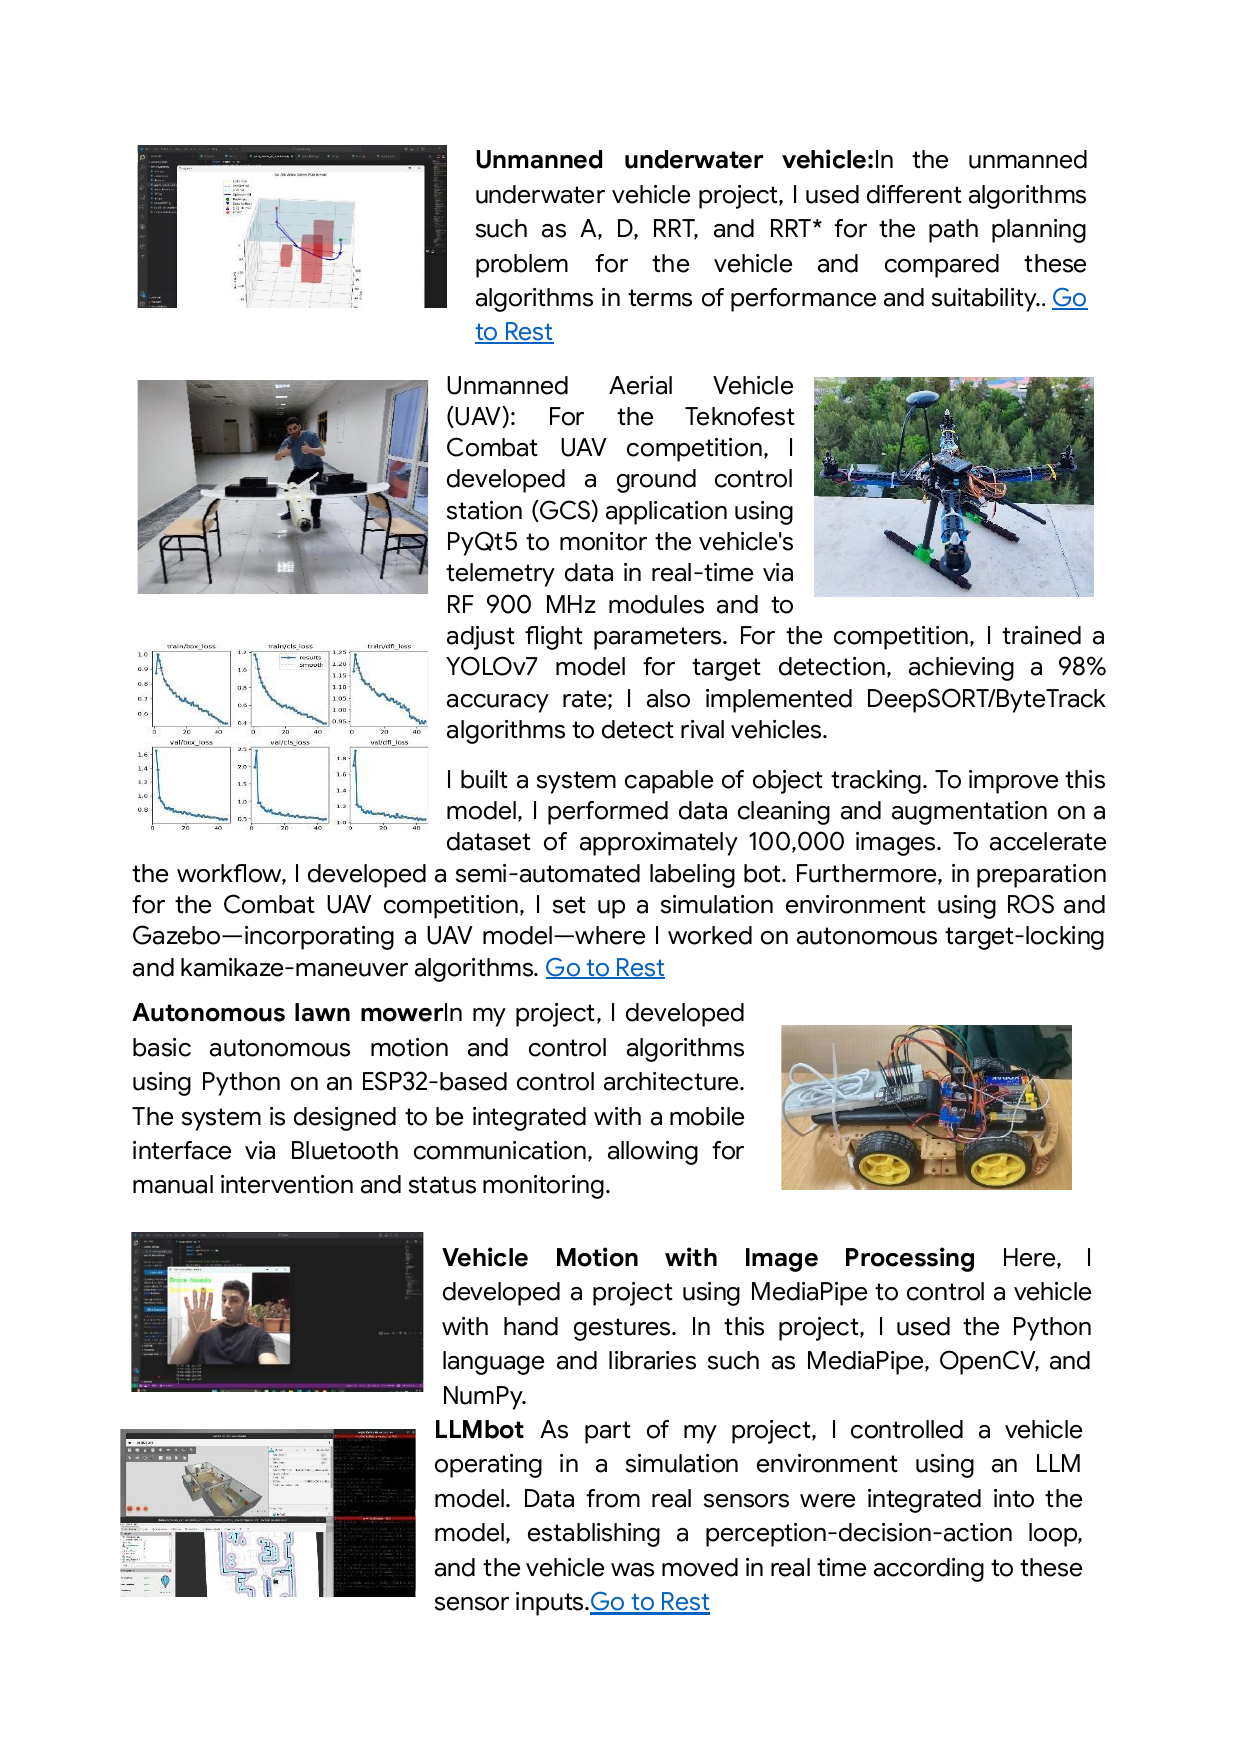 Unmanned underwater vehicle:In the unmanned
underwater vehicle project, I used different algorithms
such as A, D, RRT, and RRT* for the path planning
problem for the vehicle and compared these
algorithms in terms of performance and suitability.. Go
to Rest
Unmanned Aerial Vehicle
(UAV): For the Teknofest
Combat UAV competition, I
developed a ground control
station (GCS) application using
PyQt5 to monitor the vehicle's
telemetry data in real-time via
RF 900 MHz modules and to
adjust flight parameters. For the competition, I trained a
YOLOv7 model for target detection, achieving a 98%
accuracy rate; I also implemented DeepSORT/ByteTrack
algorithms to detect rival vehicles.
train/box_loss train/cls_loss train/dfl_loss
results
smooth
val/box_loss val/cls_loss val/dfl_loss
I built a system capable of object tracking. To improve this
model, I performed data cleaning and augmentation on a
dataset of approximately 100,000 images. To accelerate
the workflow, I developed a semi-automated labeling bot. Furthermore, in preparation
for the Combat UAV competition, I set up a simulation environment using ROS and
Gazebo—incorporating a UAV model—where I worked on autonomous target-locking
and kamikaze-maneuver algorithms. Go to Rest
Autonomous lawn mowerIn my project, I developed
basic autonomous motion and control algorithms
using Python on an ESP32-based control architecture.
The system is designed to be integrated with a mobile
interface via Bluetooth communication, allowing for
manual intervention and status monitoring.
Vehicle Motion with Image Processing Here, I
developed a project using MediaPipe to control a vehicle
with hand gestures. In this project, I used the Python
language and libraries such as MediaPipe, OpenCV, and
NumPy.
LLMbot As part of my project, I controlled a vehicle
operating in a simulation environment using an LLM
model. Data from real sensors were integrated into the
model, establishing a perception-decision-action loop,
and the vehicle was moved in real time according to these
sensor inputs.Go to Rest